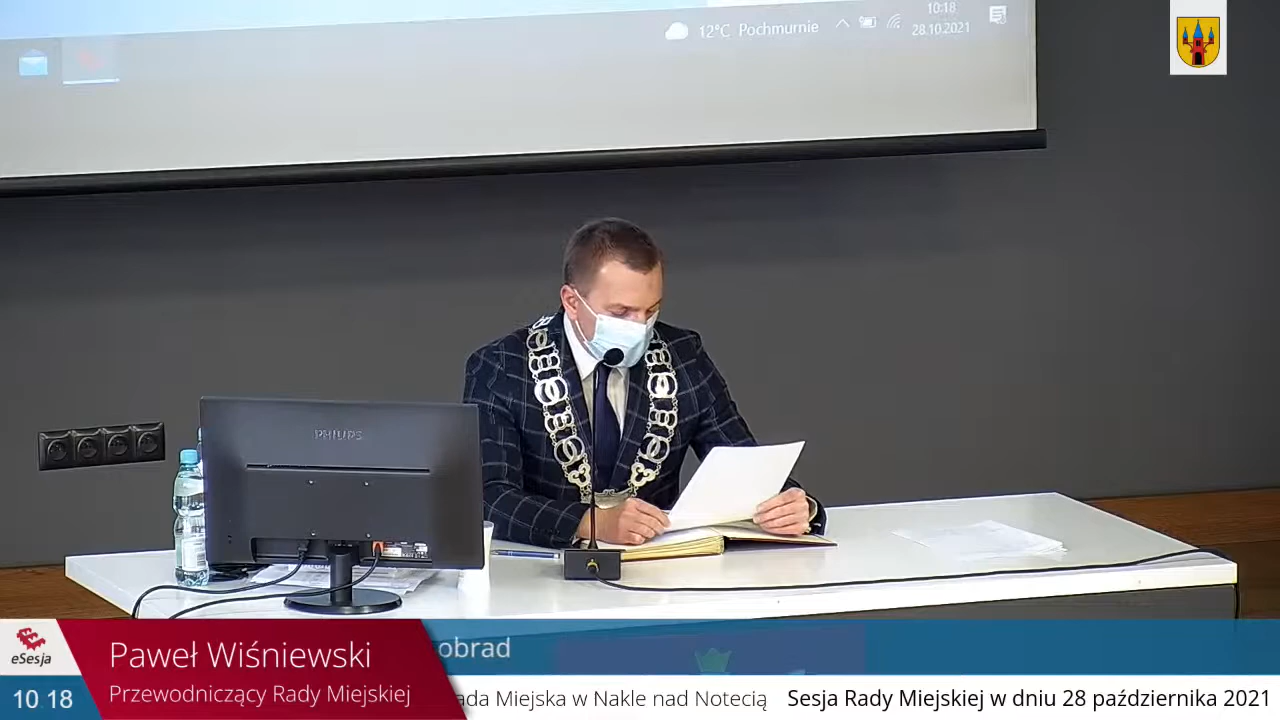 10:18
12°C Pochmurnie
28.10.2021
PHILIPS
eSesja
Paweł Wiśniewski
obrad
10 18
Przewodniczący Rady Miejskiej
ada Miejska w Nakle nad Notecią
Sesja Rady Miejskiej w dniu 28 października 2021